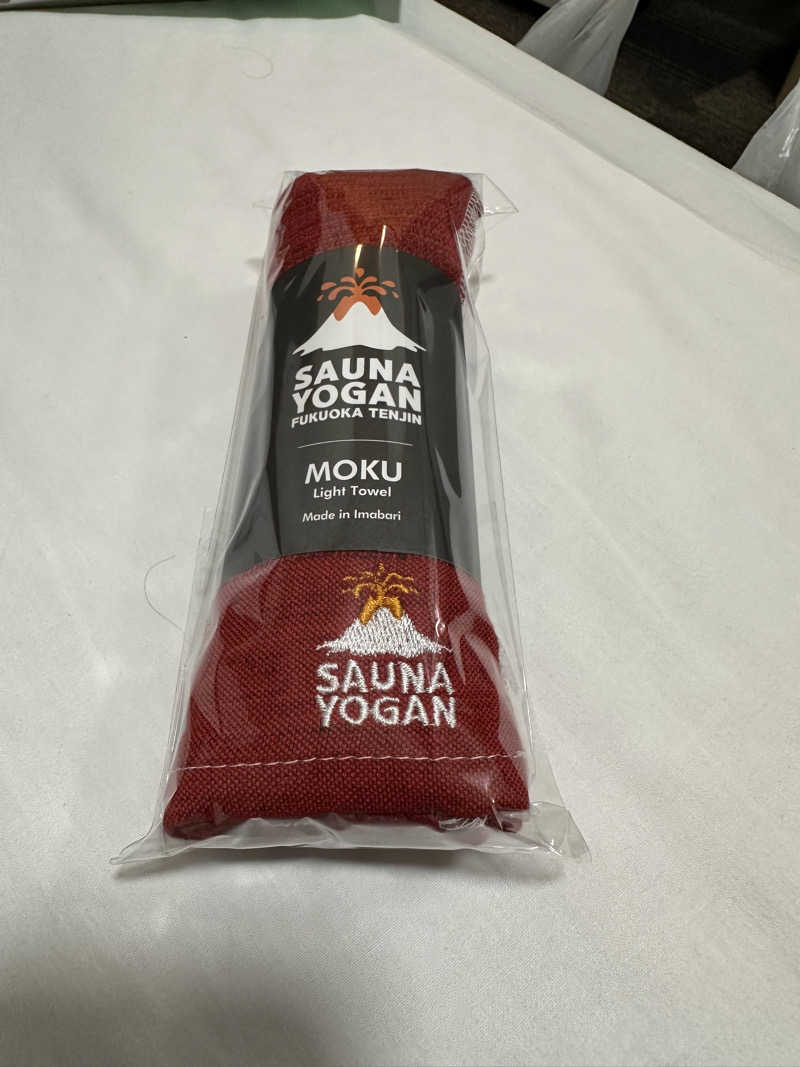 SAUNA
YOGAN
FUKUOKA TENJIN
MOKU
Light Towel
Made in Imabari
SAUNA
YOGAN